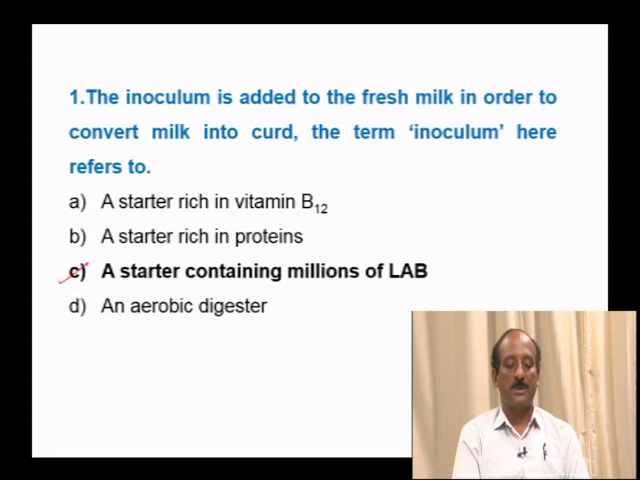 1.The inoculum is added to the fresh milk in order to
convert milk into curd, the term ‘inoculum’ here
refers to.
a) A starter rich in vitamin B12
b) A starter rich in proteins
c) A starter containing millions of LAB
d) An aerobic digester